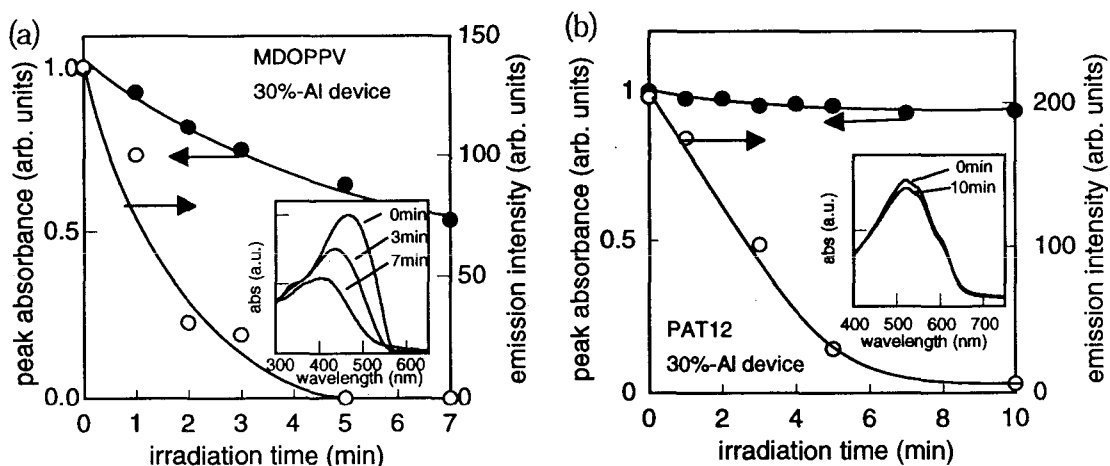 (a)
peak absorbance (arb. units)
1.0
0.5
0.0
MDOPPV
30%-Al device
150
100
50
0
emission intensity (arb. units)
abs (a.u.)
0min
3min
7min
300 400 500
wavelength (nm)
0 1 2 3 4 5 6 7
irradiation time (min)
(b)
peak absorbance (arb. units)
1
0.5
0
200
100
0
emission intensity (arb. units)
abs (a.u.)
0min
10min
400 500 600 700
wavelength (nm)
PAT12
30%-Al device
0 2 4 6 8 10
irradiation time (min)